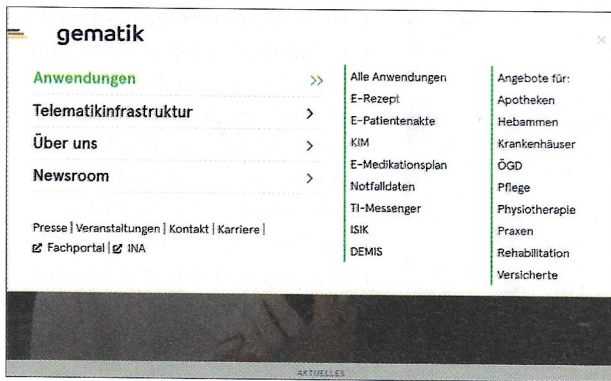 gematik
Anwendungen
Telematikinfrastruktur
Über uns
Newsroom
Presse | Veranstaltungen | Kontakt | Karriere |
Fachportal | INA
Alle Anwendungen
E-Rezept
E-Patientenakte
KIM
E-Medikationsplan
Notfalldaten
TI-Messenger
ISIK
DEMIS
Angebote für:
Apotheken
Hebammen
Krankenhäuser
ÖGD
Pflege
Physiotherapie
Praxen
Rehabilitation
Versicherte
AKTUELLES